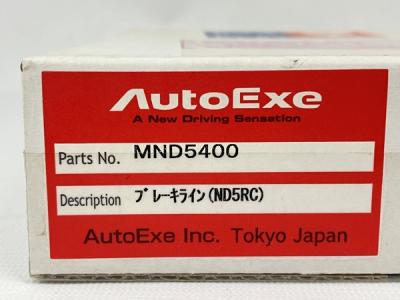 AutoExe
A New Driving Sensation
Parts No. MND5400
Description ﾌﾞﾚｰｷﾗｲﾝ(ND5RC)
AutoExe Inc. Tokyo Japan